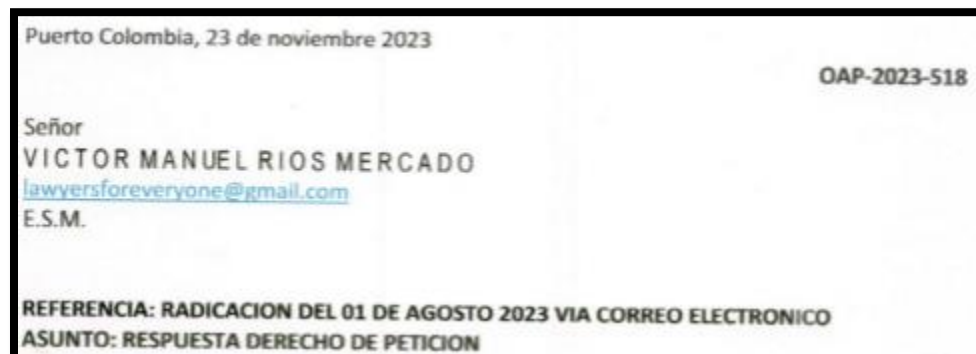 Puerto Colombia, 23 de noviembre 2023
OAP-2023-518
Señor
VICTOR MANUEL RIOS MERCADO
lawyersforeveryone@gmail.com
E.S.M.
REFERENCIA: RADICACION DEL 01 DE AGOSTO 2023 VIA CORREO ELECTRONICO
ASUNTO: RESPUESTA DERECHO DE PETICION